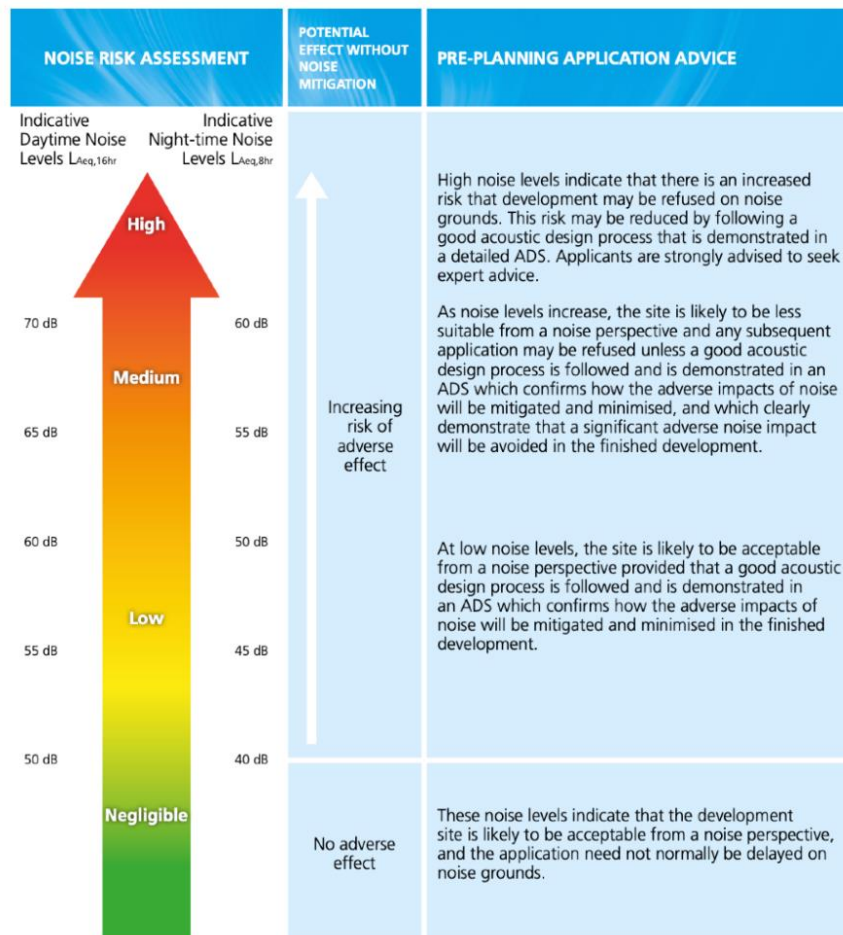 NOISE RISK ASSESSMENT
POTENTIAL
EFFECT WITHOUT
NOISE
MITIGATION
PRE-PLANNING APPLICATION ADVICE
Indicative
Daytime Noise
Levels LAeq,16hr
Indicative
Night-time Noise
Levels LAeq,8hr
High
70 dB
60 dB
Medium
65 dB
55 dB
60 dB
50 dB
Low
55 dB
45 dB
50 dB
40 dB
Negligible
Increasing
risk of
adverse
effect
No adverse
effect
High noise levels indicate that there is an increased
risk that development may be refused on noise
grounds. This risk may be reduced by following a
good acoustic design process that is demonstrated in
a detailed ADS. Applicants are strongly advised to seek
expert advice.
As noise levels increase, the site is likely to be less
suitable from a noise perspective and any subsequent
application may be refused unless a good acoustic
design process is followed and is demonstrated in an
ADS which confirms how the adverse impacts of noise
will be mitigated and minimised, and which clearly
demonstrate that a significant adverse noise impact
will be avoided in the finished development.
At low noise levels, the site is likely to be acceptable
from a noise perspective provided that a good acoustic
design process is followed and is demonstrated in
an ADS which confirms how the adverse impacts of
noise will be mitigated and minimised in the finished
development.
These noise levels indicate that the development
site is likely to be acceptable from a noise perspective,
and the application need not normally be delayed on
noise grounds.